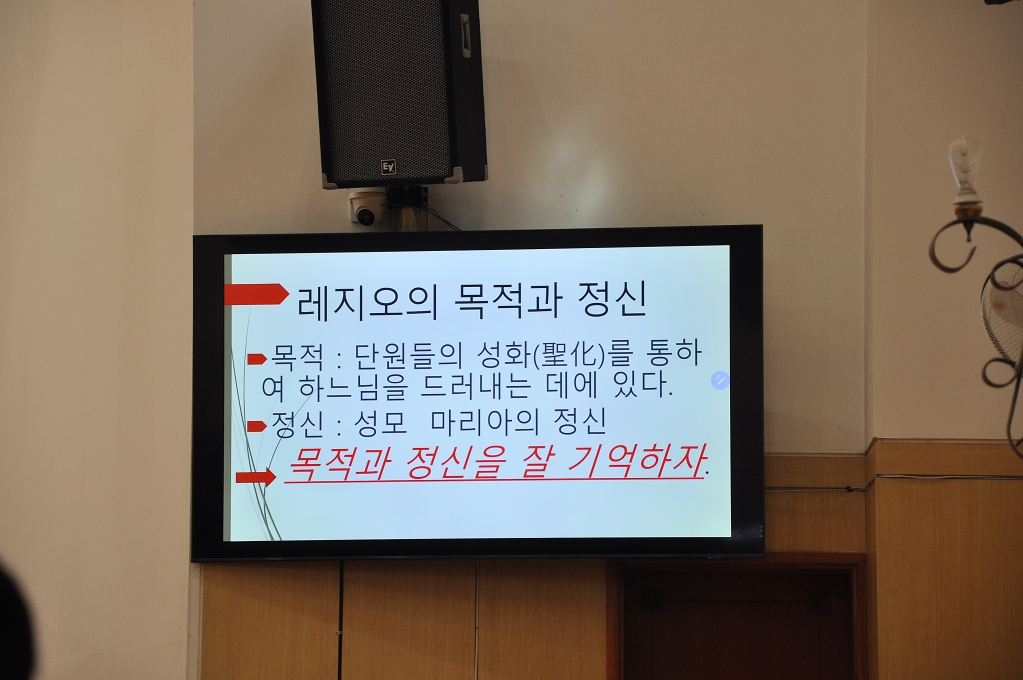 EV
레지오의 목적과 정신
목적 : 단원들의 성화(聖化)를 통하
여 하느님을 드러내는 데에 있다.
정신 : 성모 마리아의 정신
목적과 정신을 잘 기억하자.